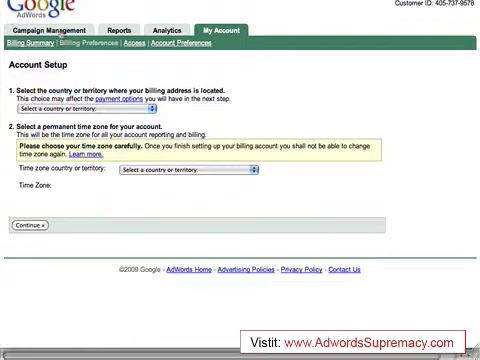 Google
AdWords
Customer ID: 405-737-9578
Campaign Management
Reports
Analytics
My Account
Billing Summary | Billing Preferences | Access | Account Preferences
Account Setup
1. Select the country or territory where your billing address is located.
This choice may affect the payment options you will have in the next step.
Select a country or territory:
2. Select a permanent time zone for your account.
This will be the time zone for all your account reporting and billing.
Please choose your time zone carefully. Once you finish setting up your billing account you shall not be able to change
time zone again. Learn more.
Time zone country or territory:
Select a country or territory:
Time Zone:
Continue »
©2009 Google - AdWords Home - Advertising Policies - Privacy Policy - Contact Us
Vistit: www.AdwordsSupremacy.com